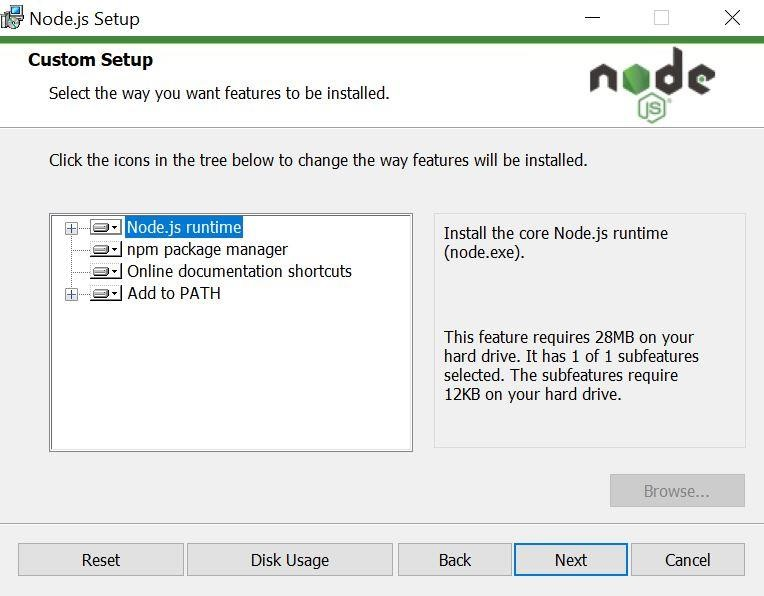 Node.js Setup
Custom Setup
Select the way you want features to be installed.
node
JS
Click the icons in the tree below to change the way features will be installed.
Node.js runtime
npm package manager
Online documentation shortcuts
Add to PATH
Install the core Node.js runtime
(node.exe).
This feature requires 28MB on your
hard drive. It has 1 of 1 subfeatures
selected. The subfeatures require
12KB on your hard drive.
Browse...
Reset
Disk Usage
Back
Next
Cancel